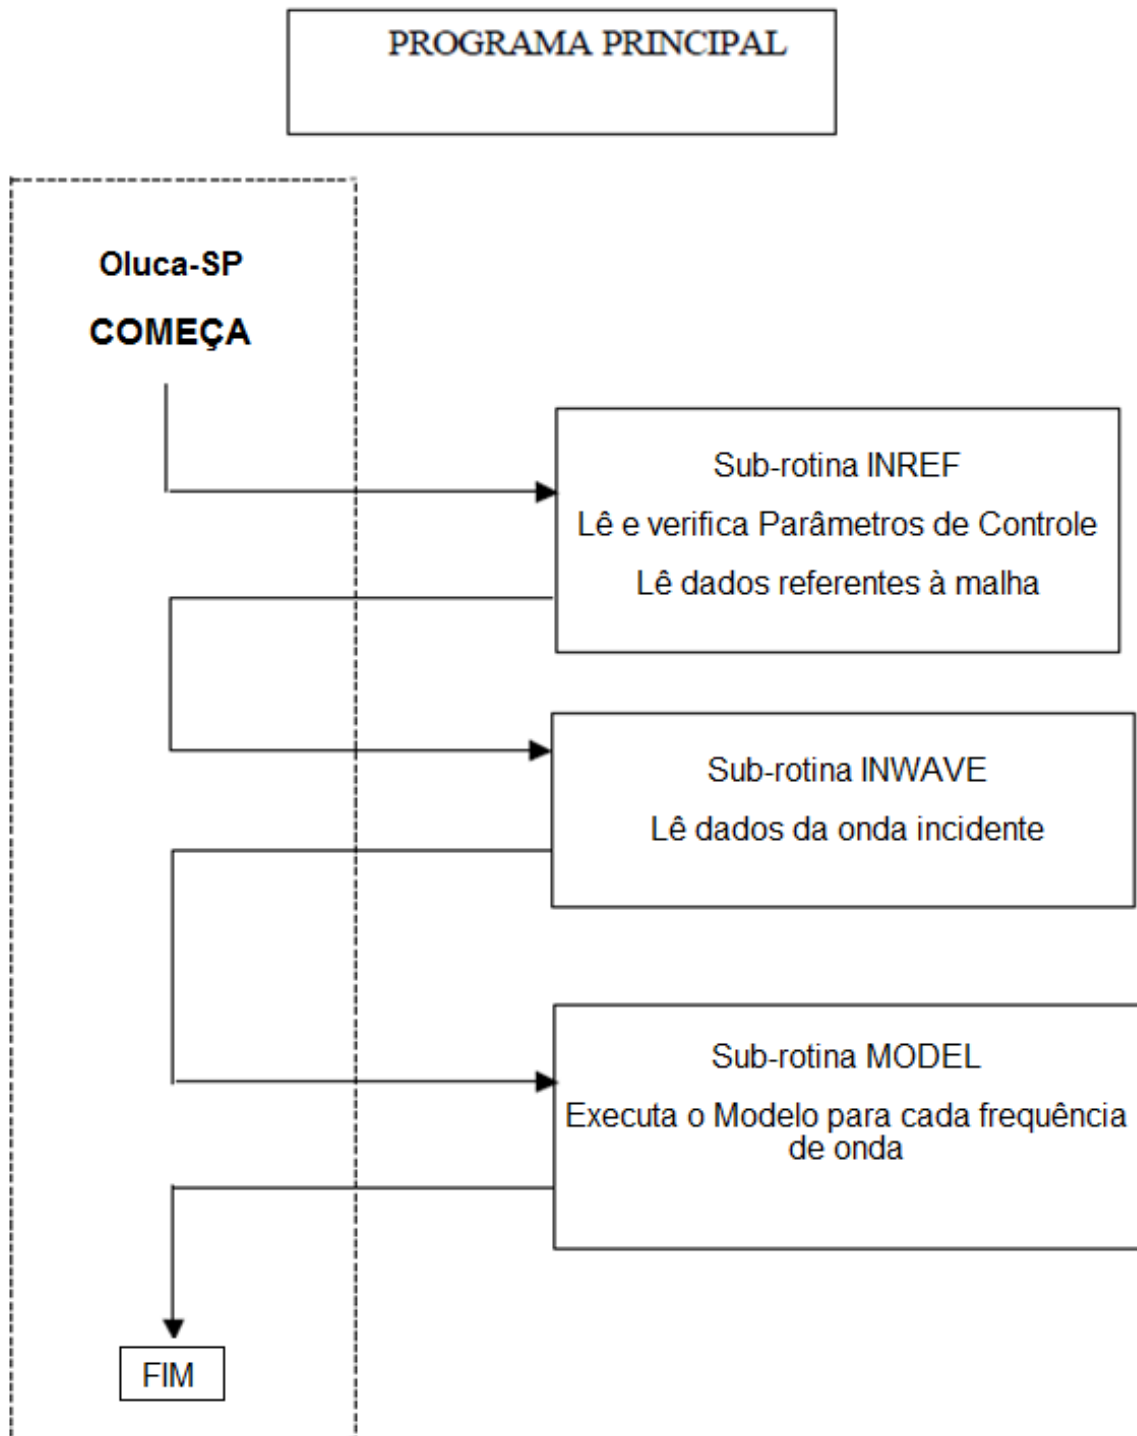 PROGRAMA PRINCIPAL
Oluca-SP
COMEÇA
Sub-rotina INREF
Lê e verifica Parâmetros de Controle
Lê dados referentes à malha
Sub-rotina INWAVE
Lê dados da onda incidente
Sub-rotina MODEL
Executa o Modelo para cada frequência
de onda
FIM